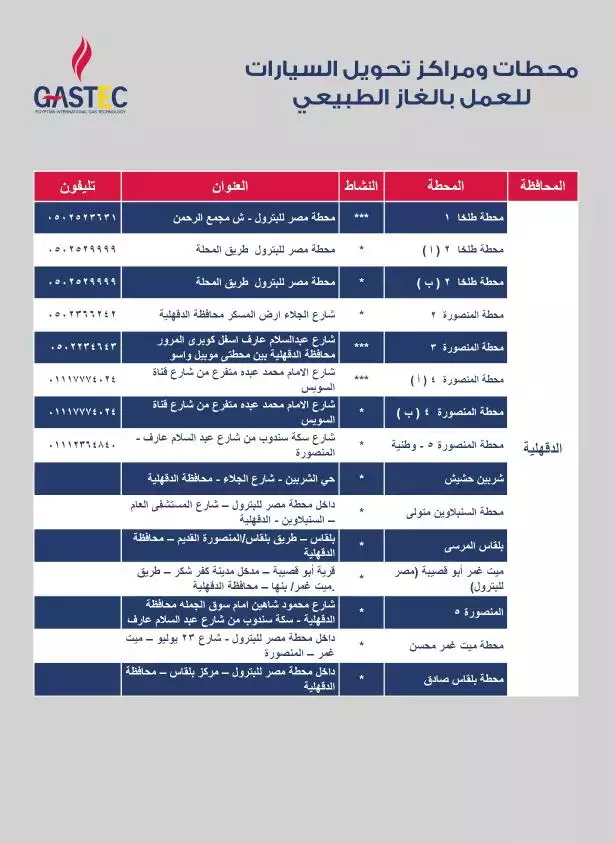 محطات ومراكز تحويل السيارات
للعمل بالغاز الطبيعي
GASTEC
EGYPTIAN INTERNATIONAL GAS TECHNOLOGY
المحافظة المحطة النشاط العنوان تليفون
الدقهلية
محطة طلخا ١ *** محطة مصر للبترول - ش مجمع الرحمن ٠٥٠٢٥٢٣٦٣١
محطة طلخا ٢ ( ا ) * محطة مصر للبترول طريق المحلة ٠٥٠٢٥٢٩٩٩٩
محطة طلخا ٢ ( ب ) * محطة مصر للبترول طريق المحلة ٠٥٠٢٥٢٩٩٩٩
محطة المنصورة ٢ * شارع الجلاء ارض المسكر محافظة الدقهلية ٠٥٠٢٣٦٦٢٤٢
محطة المنصورة ٣ *** شارع عبدالسلام عارف اسفل كوبرى المرور
محافظة الدقهلية بين محطتى موبيل واسو ٠٥٠٢٢٣٤٦٤٣
محطة المنصورة ٤ ( أ ) *** شارع الامام محمد عبده متفرع من شارع قناة
السويس ٠١١١٧٧٧٤٠٢٤
محطة المنصورة ٤ ( ب ) * شارع الامام محمد عبده متفرع من شارع قناة
السويس ٠١١١٧٧٧٤٠٢٤
محطة المنصورة ٥ - وطنية * شارع سكة سندوب من شارع عبد السلام عارف -
المنصورة ٠١١١٢٣٦٤٨٤٠
شربين حشيش * حي الشربين - شارع الجلاء - محافظة الدقهلية
محطة السنبلاوين متولى * داخل محطة مصر للبترول – شارع المستشفى العام
– السنبلاوين - الدقهلية
بلقاس المرسى * بلقاس – طريق بلقاس/المنصورة القديم – محافظة
الدقهلية
ميت غمر أبو قصيبة (مصر
للبترول) * قرية أبو قصيبة – مدخل مدينة كفر شكر – طريق
ميت غمر/ بنها – محافظة الدقهلية.
المنصورة ٥ * شارع محمود شاهين امام سوق الجمله محافظة
الدقهلية - سكة سندوب من شارع عبد السلام عارف
محطة ميت غمر محسن * داخل محطة مصر للبترول - شارع ٢٣ يوليو – ميت
غمر – المنصورة
محطة بلقاس صادق * داخل محطة مصر للبترول – مركز بلقاس – محافظة
الدقهلية